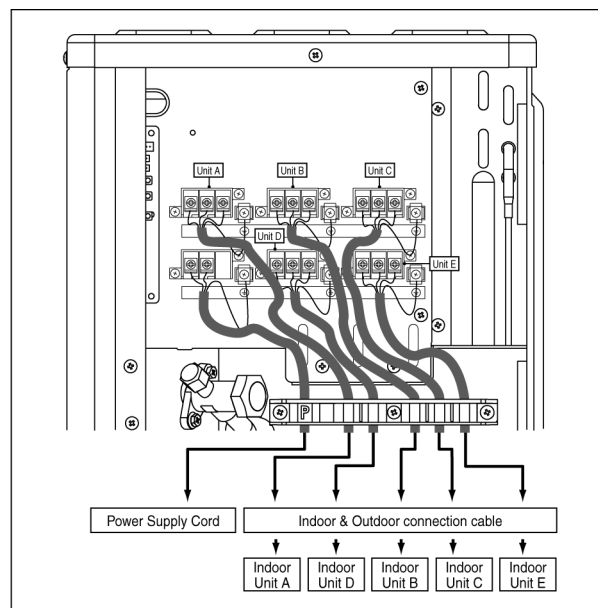 Unit A
Unit B
Unit C
Unit D
Unit E
P
Power Supply Cord
Indoor & Outdoor connection cable
Indoor
Unit A
Indoor
Unit D
Indoor
Unit B
Indoor
Unit C
Indoor
Unit E